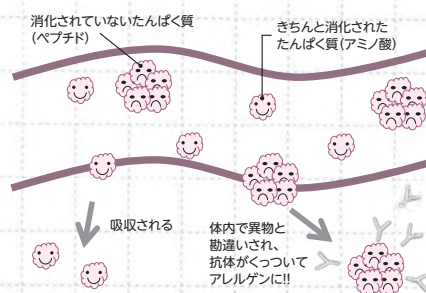 消化されていないたんぱく質
（ペプチド）
きちんと消化された
たんぱく質（アミノ酸）
吸収される
体内で異物と
勘違いされ、
抗体がくっついて
アレルゲンに!!